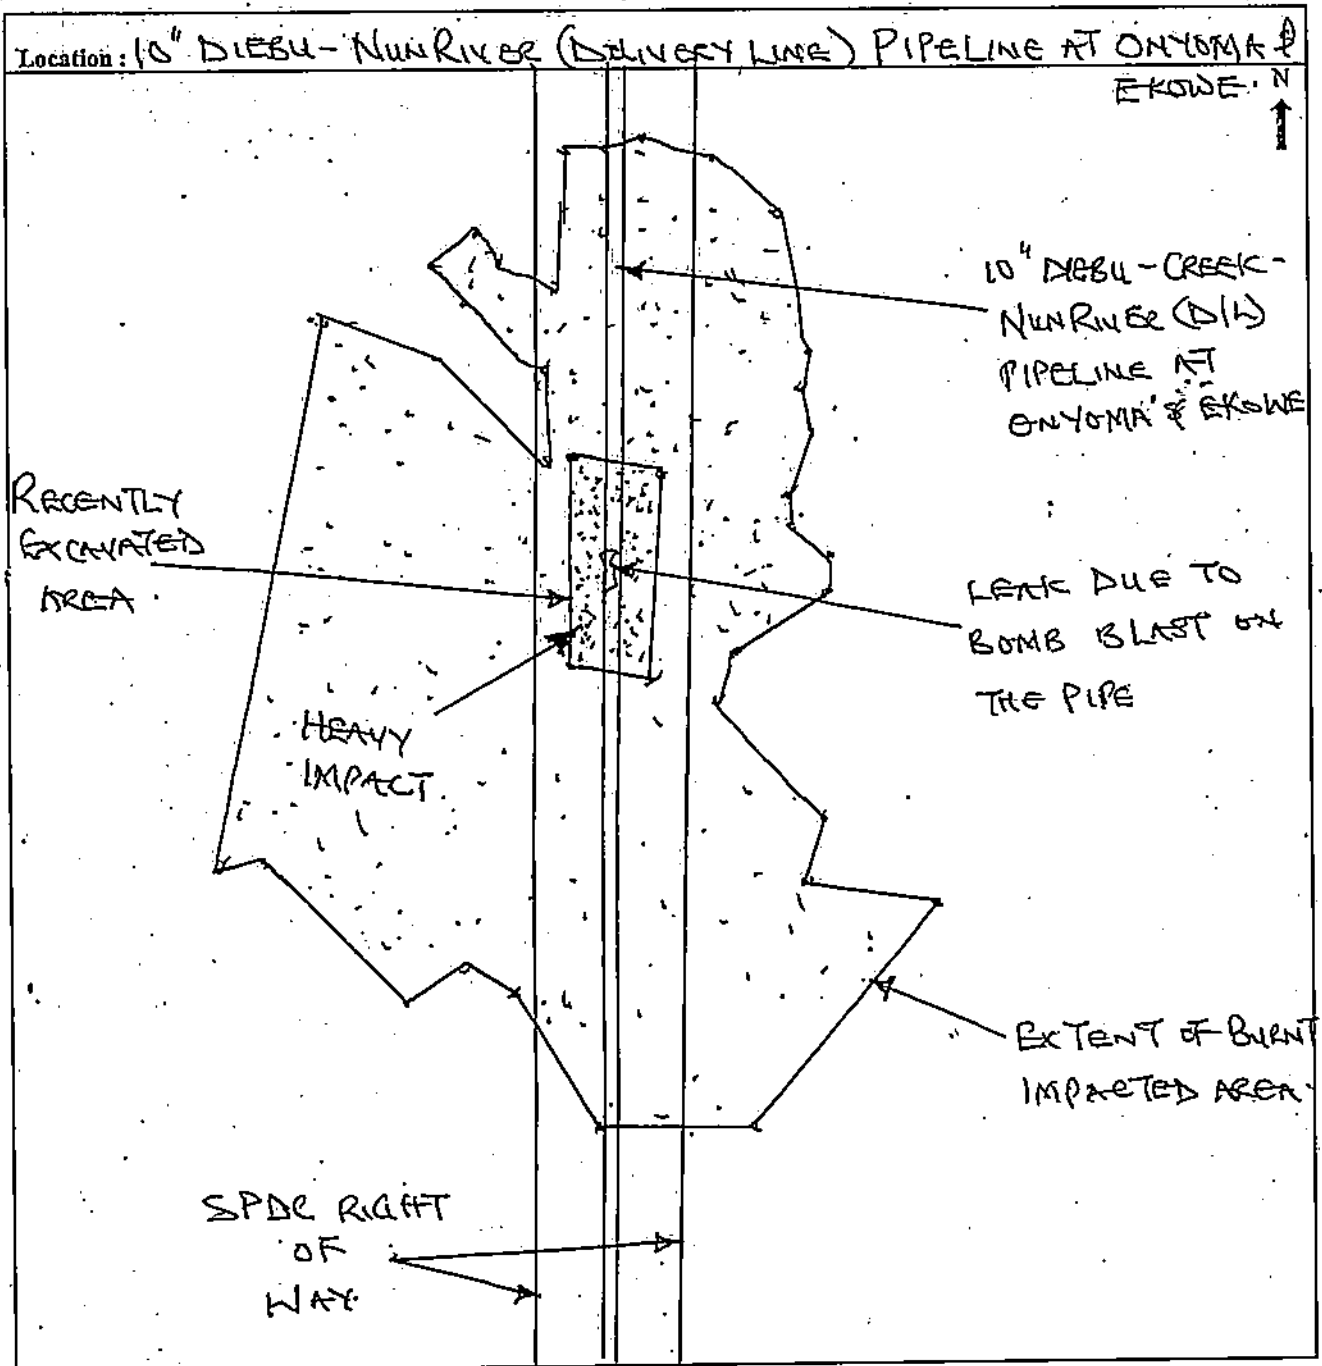 Location: 10" DIEBU-NUNRIVER (DELIVERY LINE) PIPELINE AT ONYOMA &
EKOWE.
N
10" DIEBU-CREEK-
NUNRIVER (D/L)
PIPELINE AT
ONYOMA & EKOWE
RECENTLY
EXCAVATED
AREA.
LEAK DUE TO
BOMB BLAST ON
THE PIPE
HEAVY
IMPACT
EXTENT OF BURNT
IMPACTED AREA.
SPDC RIGHT
OF
WAY.